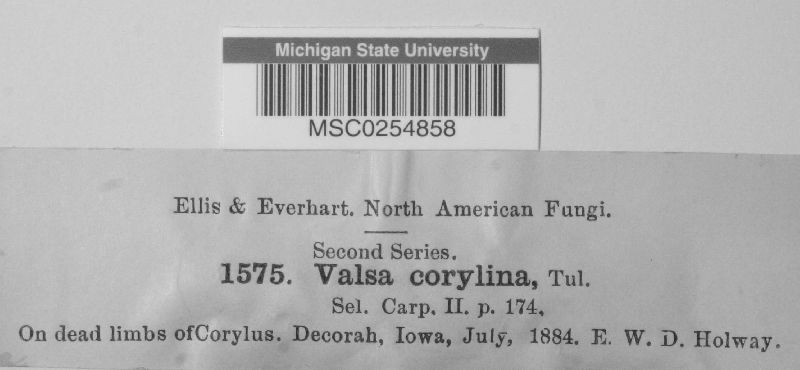 Michigan State University
MSC0254858
Ellis & Everhart. North American Fungi.
Second Series.
1575. Valsa corylina, Tul.
Sel. Carp. II. p. 174.
On dead limbs ofCorylus. Decorah, Iowa, July, 1884. E. W. D. Holway.